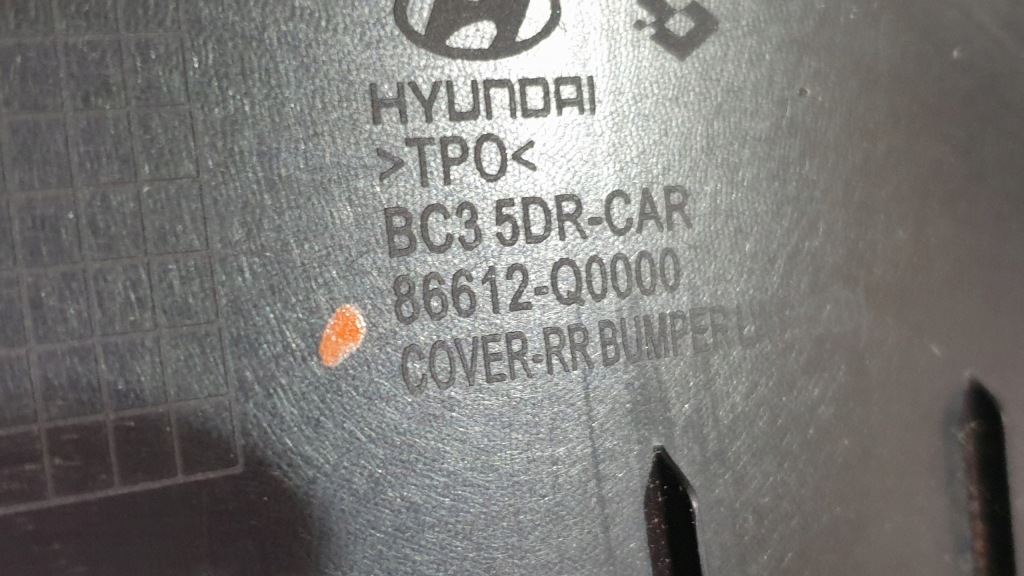 HYUNDAI
>TPO<
BC3 5DR-CAR
86612-Q0000
COVER-RR BUMPER